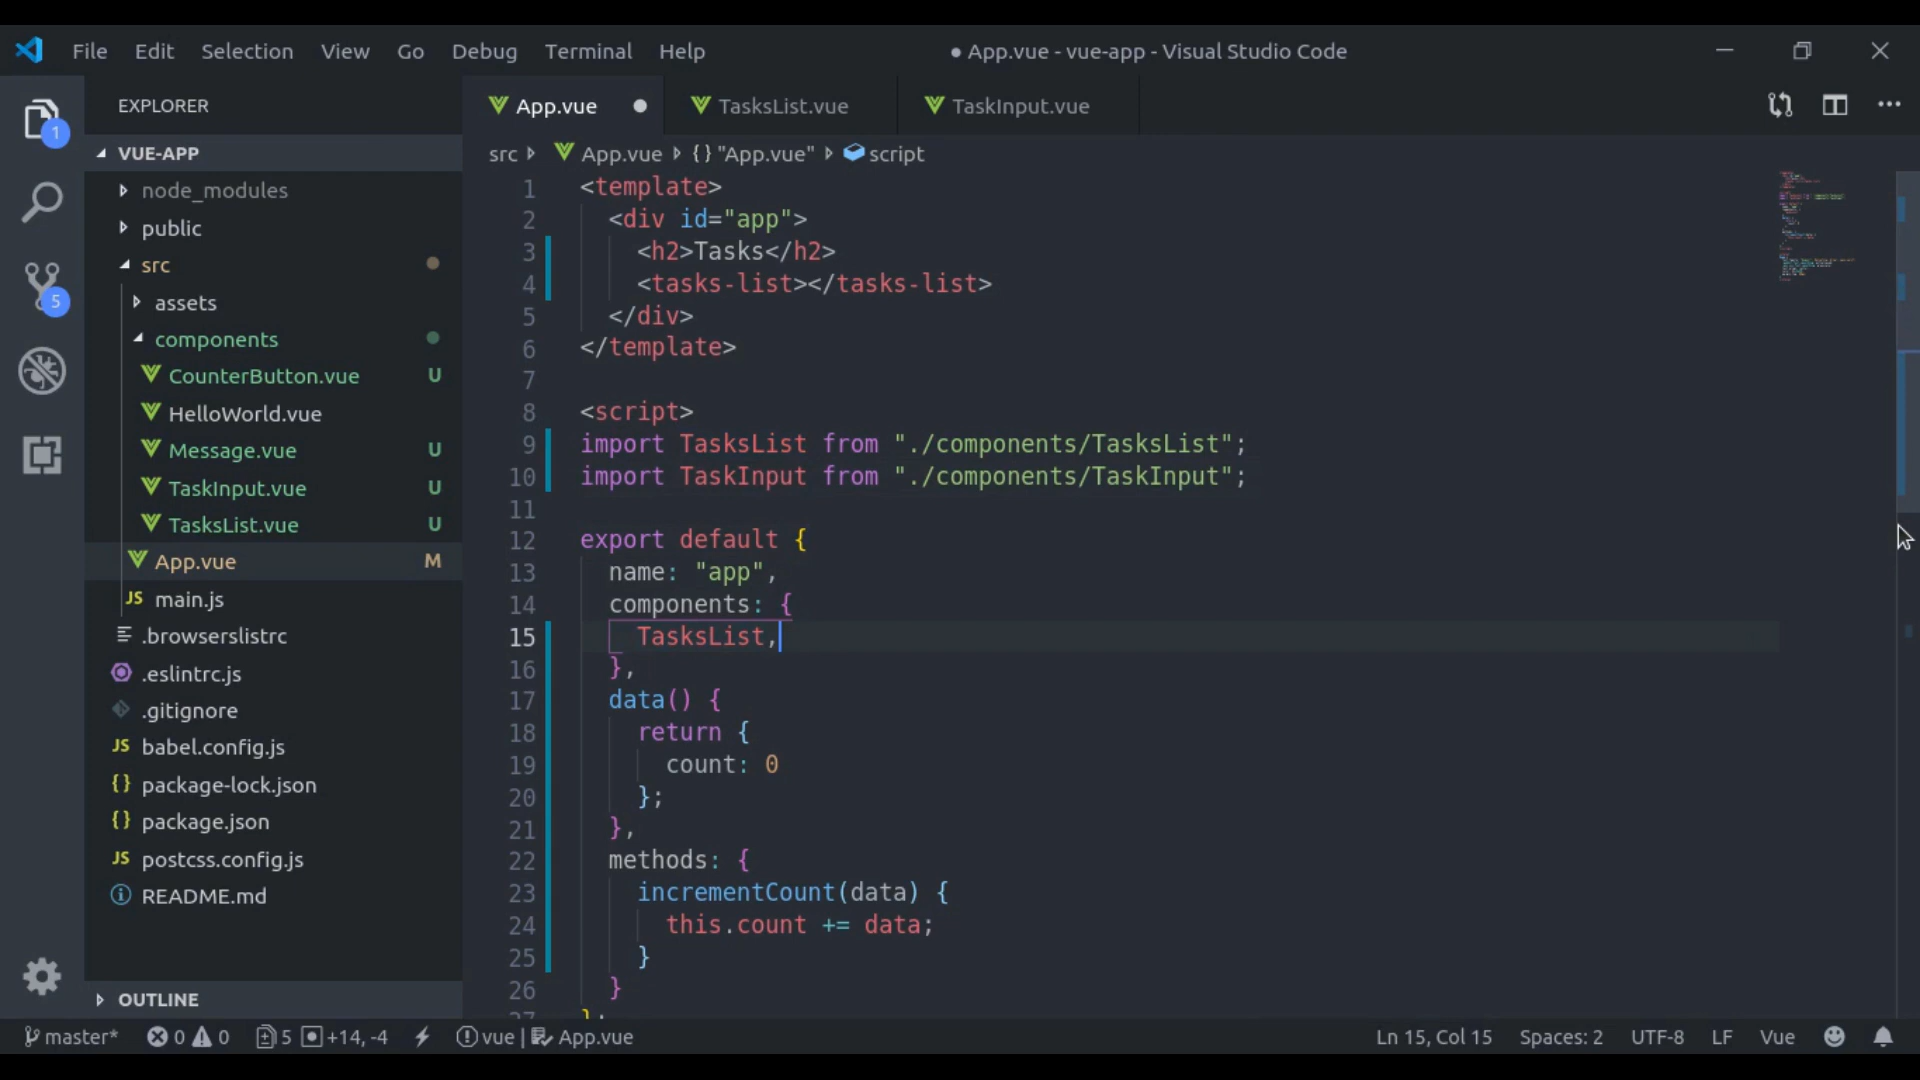 File Edit Selection View Go Debug Terminal Help ● App.vue - vue-app - Visual Studio Code
EXPLORER
App.vue
TasksList.vue
TaskInput.vue
1
5
VUE-APP
node_modules
public
src
assets
components
CounterButton.vue U
HelloWorld.vue
Message.vue U
TaskInput.vue U
TasksList.vue U
App.vue M
JS main.js
.browserslistrc
.eslintrc.js
.gitignore
JS babel.config.js
{} package-lock.json
{} package.json
JS postcss.config.js
README.md
OUTLINE
src App.vue {} "App.vue" script
1 <template>
2 <div id="app">
3 <h2>Tasks</h2>
4 <tasks-list></tasks-list>
5 </div>
6 </template>
7
8 <script>
9 import TasksList from "./components/TasksList";
10 import TaskInput from "./components/TaskInput";
11
12 export default {
13 name: "app",
14 components: {
15 TasksList,
16 },
17 data() {
18 return {
19 count: 0
20 };
21 },
22 methods: {
23 incrementCount(data) {
24 this.count += data;
25 }
26 }
master* 0 0 5 +14, -4 vue | App.vue Ln 15, Col 15 Spaces: 2 UTF-8 LF Vue